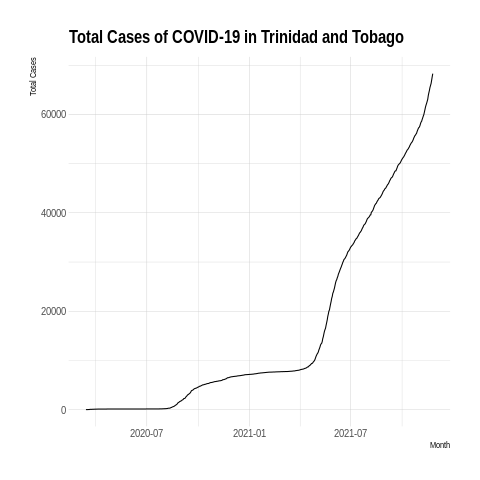 Total Cases of COVID-19 in Trinidad and Tobago
Total Cases
60000
40000
20000
0
2020-07 2021-01 2021-07
Month